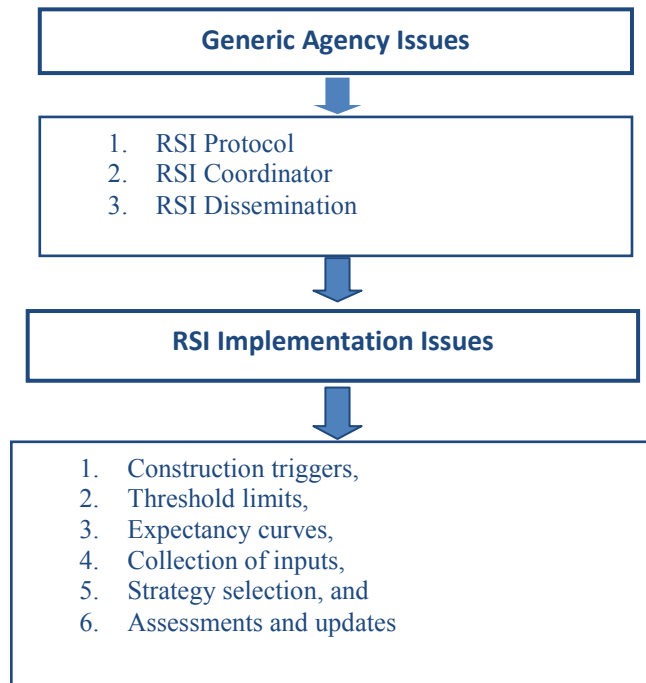 Generic Agency Issues
1. RSI Protocol
2. RSI Coordinator
3. RSI Dissemination
RSI Implementation Issues
1. Construction triggers,
2. Threshold limits,
3. Expectancy curves,
4. Collection of inputs,
5. Strategy selection, and
6. Assessments and updates